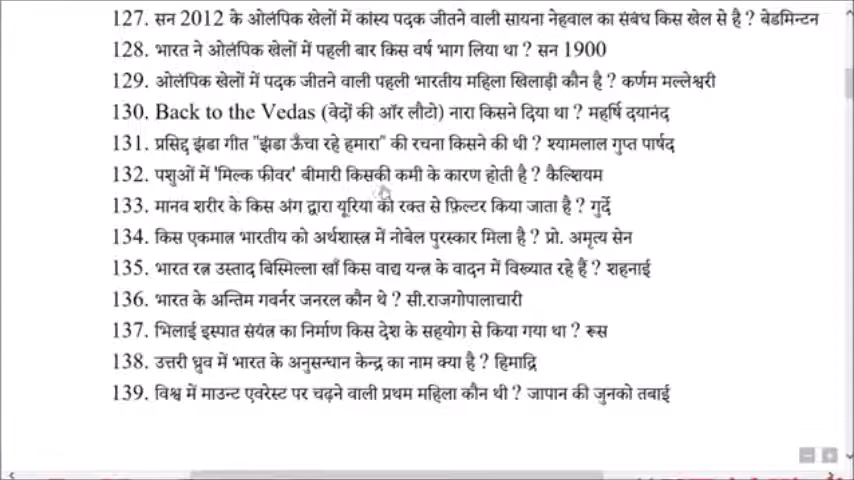 127. सन 2012 के ओलंपिक खेलों में कांस्य पदक जीतने वाली सायना नेहवाल का संबंध किस खेल से है ? बेडमिन्टन
128. भारत ने ओलंपिक खेलों में पहली बार किस वर्ष भाग लिया था ? सन 1900
129. ओलंपिक खेलों में पदक जीतने वाली पहली भारतीय महिला खिलाड़ी कौन है ? कर्णम मल्लेश्वरी
130. Back to the Vedas (वेदों की ऑर लौटो) नारा किसने दिया था ? महर्षि दयानंद
131. प्रसिद्द झंडा गीत "झंडा ऊँचा रहे हमारा" की रचना किसने की थी ? श्यामलाल गुप्त पार्षद
132. पशुओं में 'मिल्क फीवर' बीमारी किसकी कमी के कारण होती है ? कैल्शियम
133. मानव शरीर के किस अंग द्वारा यूरिया को रक्त से फ़िल्टर किया जाता है ? गुर्दे
134. किस एकमात्र भारतीय को अर्थशास्त्र में नोबेल पुरस्कार मिला है ? प्रो. अमृत्य सेन
135. भारत रत्न उस्ताद बिस्मिल्ला खाँ किस वाद्य यन्त्र के वादन में विख्यात रहे हैं ? शहनाई
136. भारत के अन्तिम गवर्नर जनरल कौन थे ? सी.राजगोपालाचारी
137. भिलाई इस्पात संयंत्र का निर्माण किस देश के सहयोग से किया गया था ? रूस
138. उत्तरी ध्रुव में भारत के अनुसन्धान केन्द्र का नाम क्या है ? हिमाद्रि
139. विश्व में माउन्ट एवरेस्ट पर चढ़ने वाली प्रथम महिला कौन थी ? जापान की जुनको तबाई